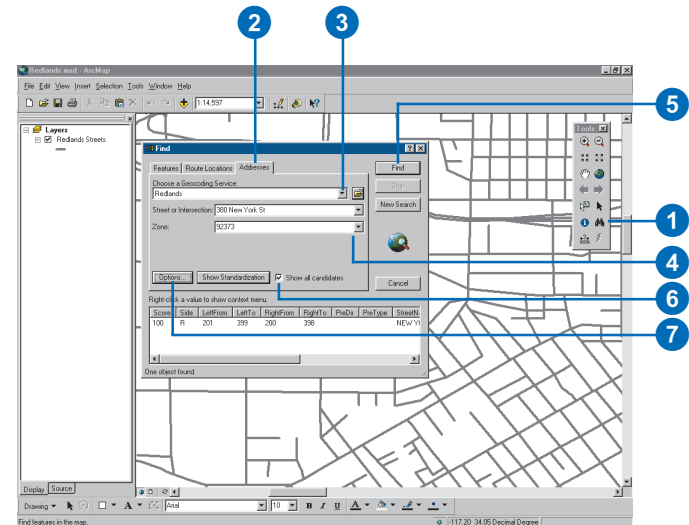 2
3
Redlands.mxd - ArcMap
File Edit View Insert Selection Tools Window Help
1:14,597
5
Layers
Redlands Streets
Find
Features Route Locations Addresses
Find
Choose a Geocoding Service:
Redlands
Stop
Street or Intersection: 380 New York St
New Search
Zone: 92373
Tools
1
4
Options... Show Standardization Show all candidates
Cancel
6
Right-click a value to show context menu.
Score Side LeftFrom LeftTo RightFrom RightTo PreDir PreType StreetN
100 R 201 399 200 398 NEW Y
7
One object found.
Display Source
Drawing A Arial 10 B I U A
Find features in the map.
-117.20 34.05 Decimal Degree